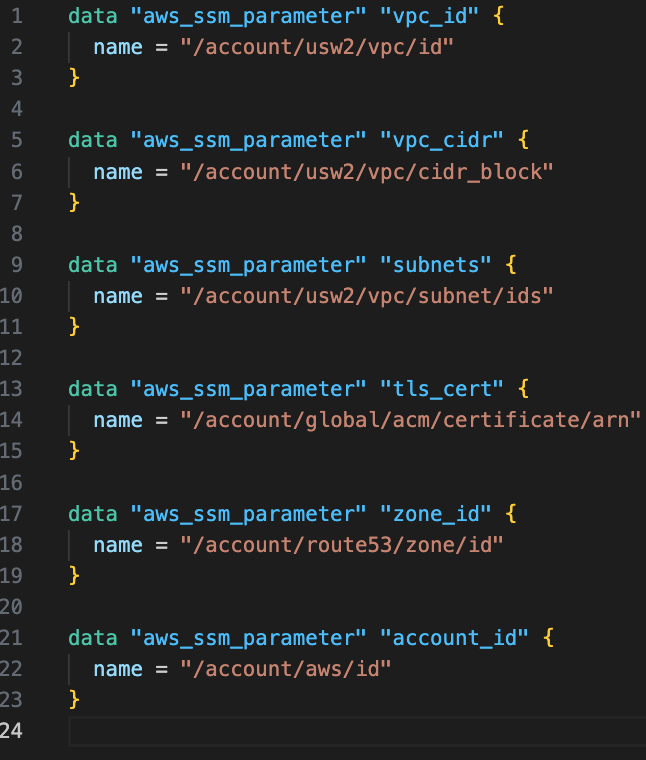 1 data "aws_ssm_parameter" "vpc_id" {
2 name = "/account/usw2/vpc/id"
3 }
4
5 data "aws_ssm_parameter" "vpc_cidr" {
6 name = "/account/usw2/vpc/cidr_block"
7 }
8
9 data "aws_ssm_parameter" "subnets" {
10 name = "/account/usw2/vpc/subnet/ids"
11 }
12
13 data "aws_ssm_parameter" "tls_cert" {
14 name = "/account/global/acm/certificate/arn"
15 }
16
17 data "aws_ssm_parameter" "zone_id" {
18 name = "/account/route53/zone/id"
19 }
20
21 data "aws_ssm_parameter" "account_id" {
22 name = "/account/aws/id"
23 }
24